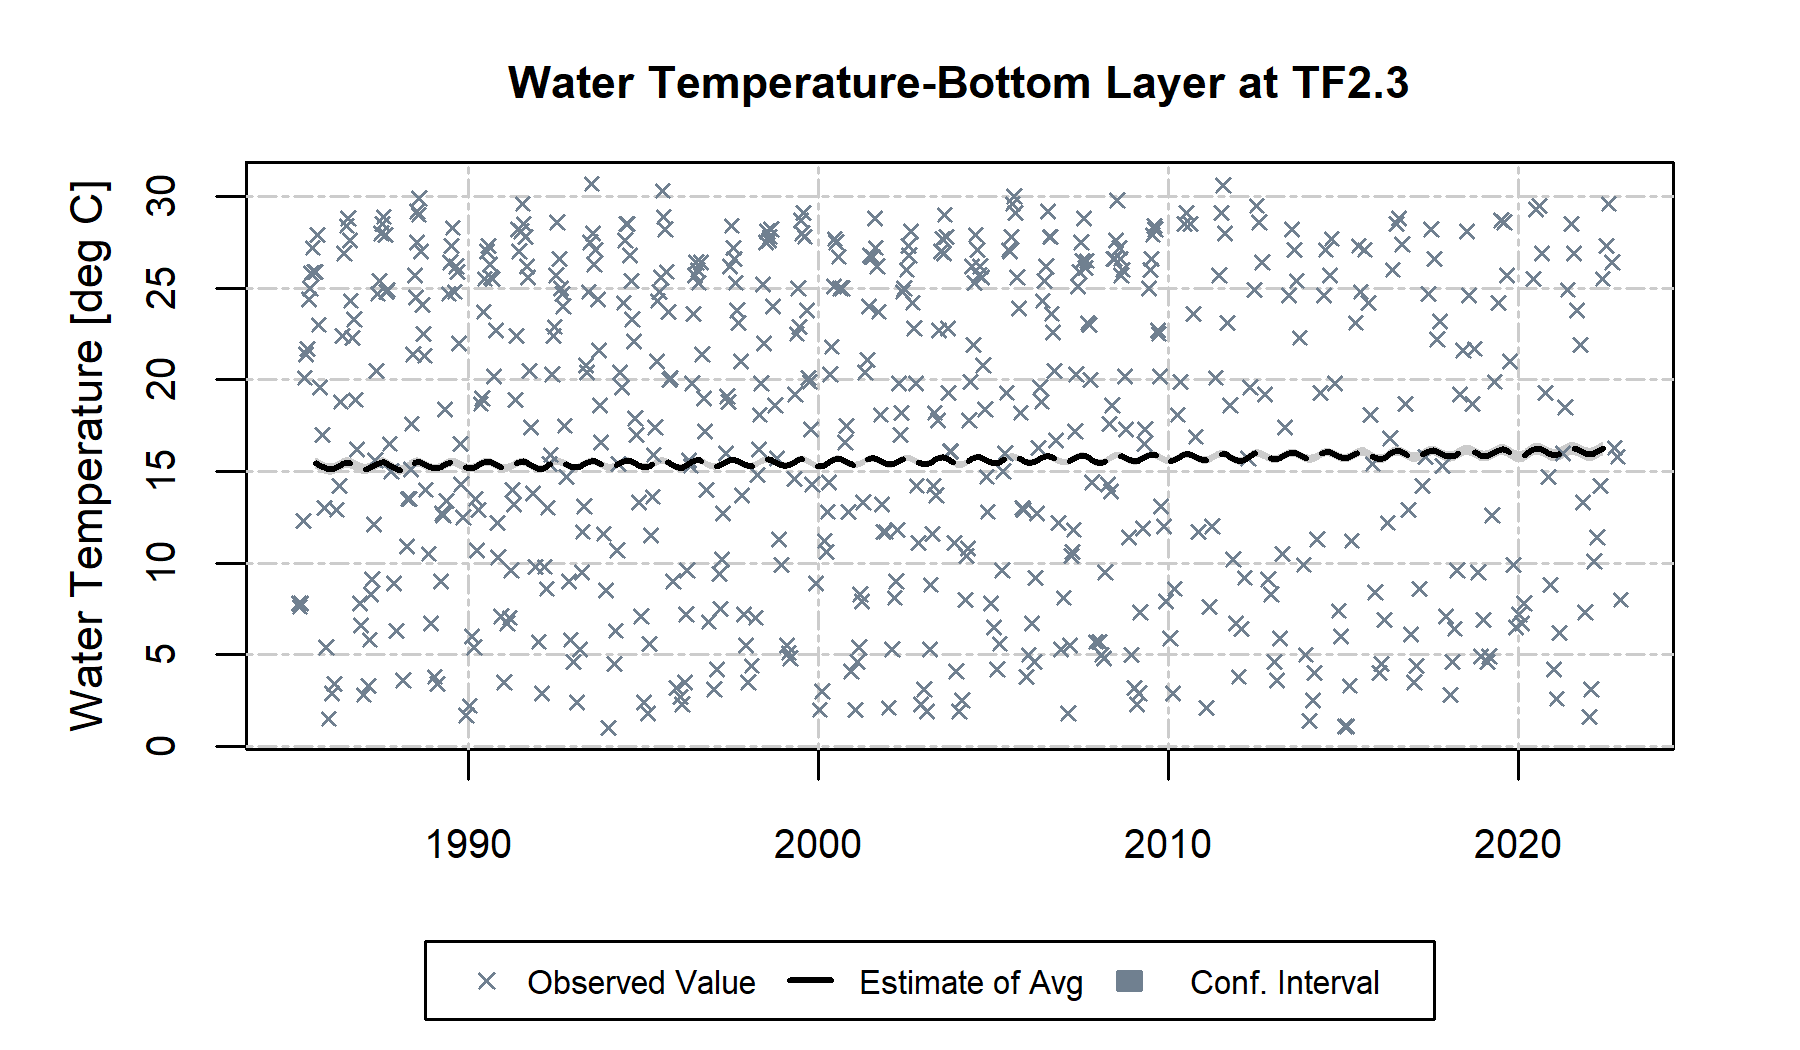 Water Temperature-Bottom Layer at TF2.3
Water Temperature [deg C]
30
25
20
15
10
5
0
1990 2000 2010 2020
Observed Value Estimate of Avg Conf. Interval